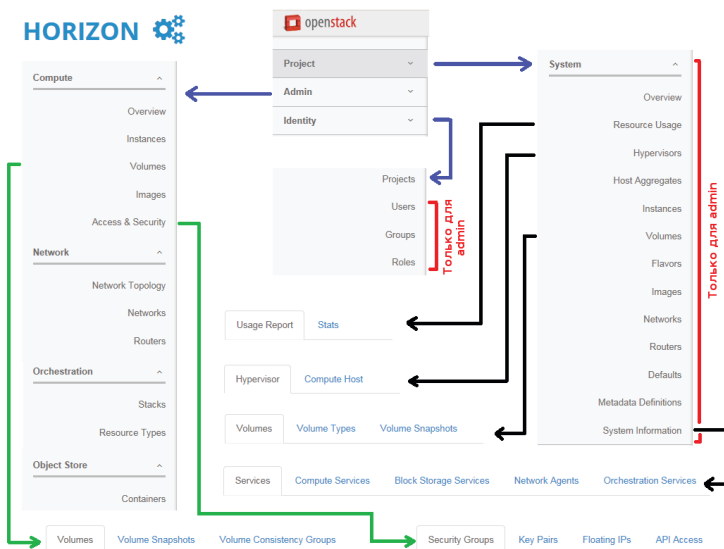 HORIZON
openstack
Project
Admin
Identity
Compute
Overview
Instances
Volumes
Images
Access & Security
Network
Network Topology
Networks
Routers
Orchestration
Stacks
Resource Types
Object Store
Containers
Projects
Users
Groups
Roles
Только для
admin
System
Overview
Resource Usage
Hypervisors
Host Aggregates
Instances
Volumes
Flavors
Images
Networks
Routers
Defaults
Metadata Definitions
System Information
Только для admin
Usage Report Stats
Hypervisor Compute Host
Volumes Volume Types Volume Snapshots
Services Compute Services Block Storage Services Network Agents Orchestration Services
Volumes Volume Snapshots Volume Consistency Groups
Security Groups Key Pairs Floating IPs API Access